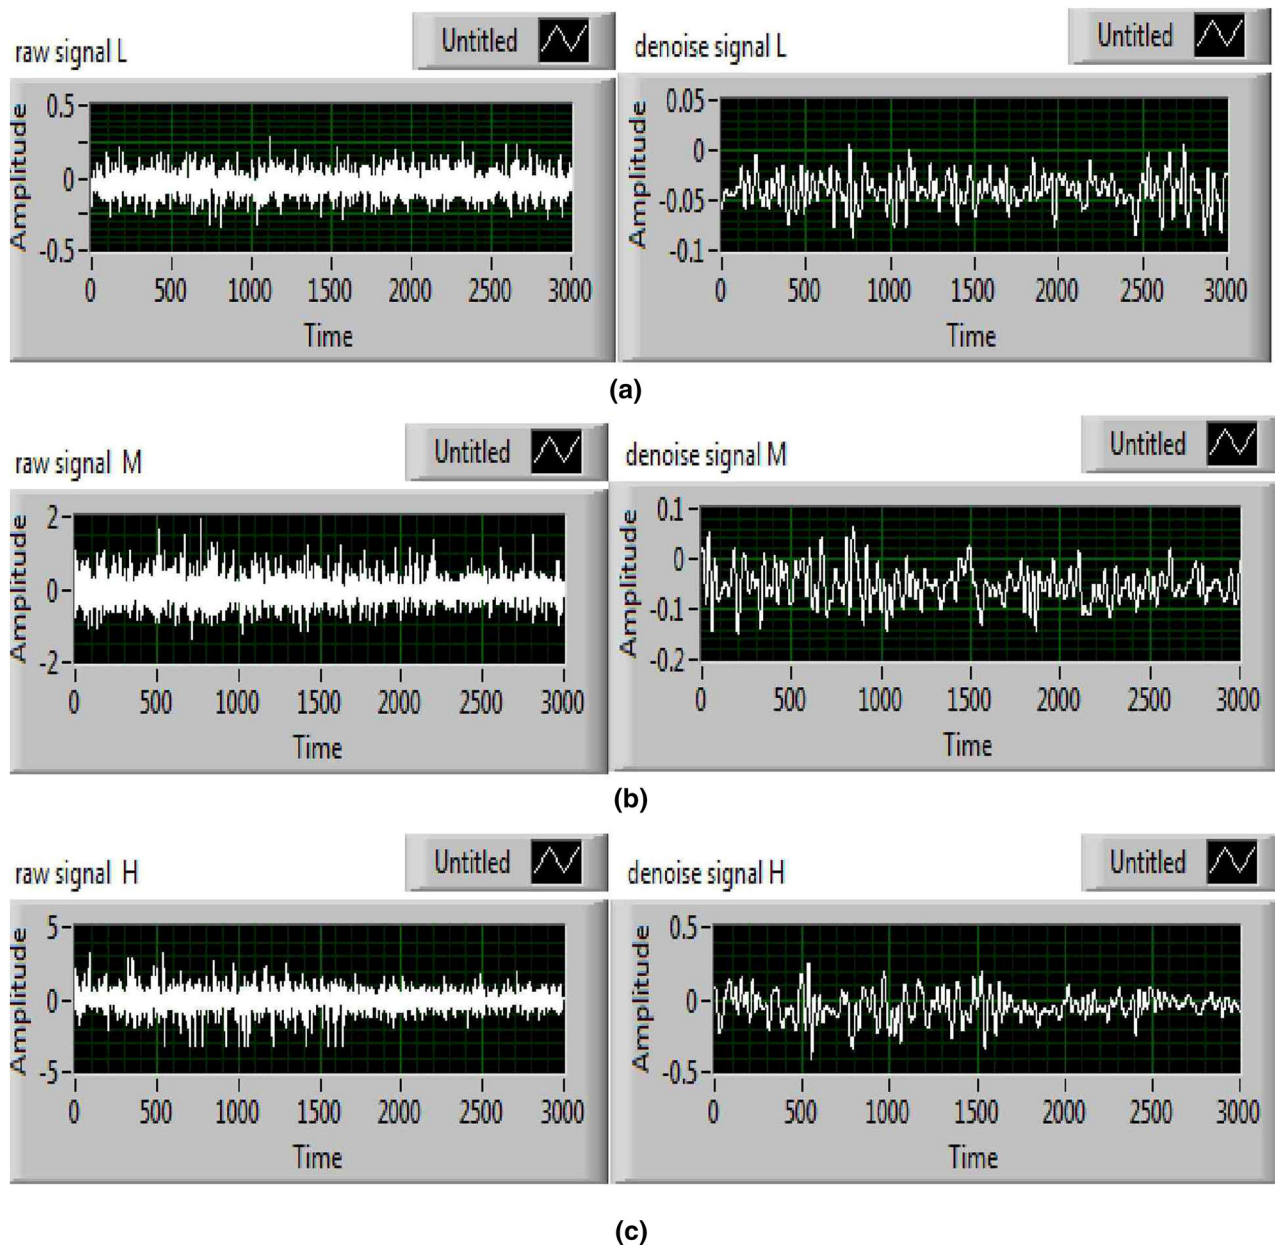 raw signal L
Untitled
Amplitude
0.5
0
-0.5
0 500 1000 1500 2000 2500 3000
Time
denoise signal L
Untitled
Amplitude
0.05
0
-0.05
-0.1
0 500 1000 1500 2000 2500 3000
Time
(a)
raw signal M
Untitled
Amplitude
2
0
-2
0 500 1000 1500 2000 2500 3000
Time
denoise signal M
Untitled
Amplitude
0.1
0
-0.1
-0.2
0 500 1000 1500 2000 2500 3000
Time
(b)
raw signal H
Untitled
Amplitude
5
0
-5
0 500 1000 1500 2000 2500 3000
Time
denoise signal H
Untitled
Amplitude
0.5
0
-0.5
0 500 1000 1500 2000 2500 3000
Time
(c)